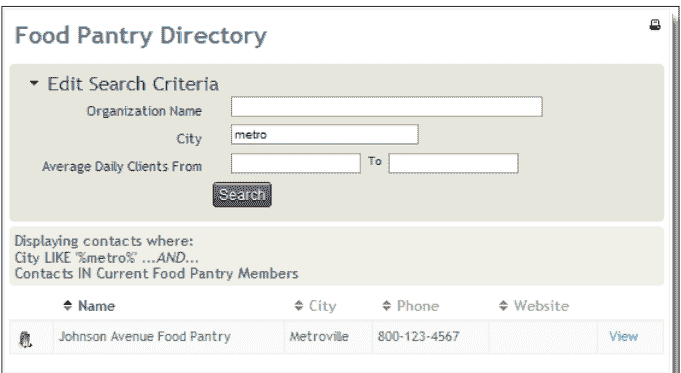 Food Pantry Directory
Edit Search Criteria
Organization Name
City metro
Average Daily Clients From To
Search
Displaying contacts where:
City LIKE '%metro%' ...AND...
Contacts IN Current Food Pantry Members
Name City Phone Website
Johnson Avenue Food Pantry Metroville 800-123-4567 View